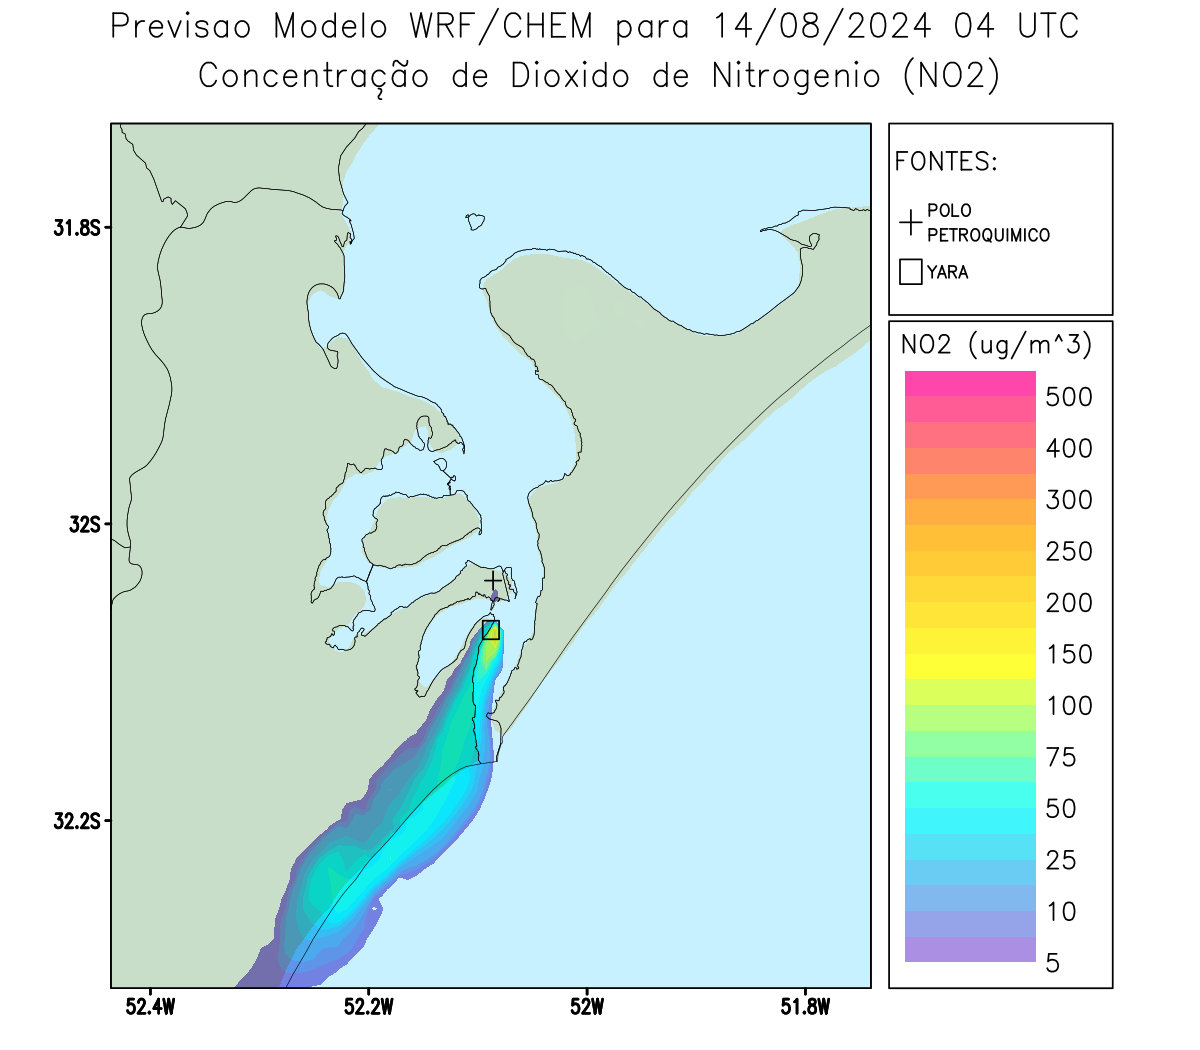 Previsao Modelo WRF/CHEM para 14/08/2024 04 UTC
Concentração de Dioxido de Nitrogenio (NO2)
FONTES:
POLO
PETROQUIMICO
YARA
NO2 (ug/m^3)
500
400
300
250
200
150
100
75
50
25
10
5
31.8S
32S
32.2S
52.4W
52.2W
52W
51.8W